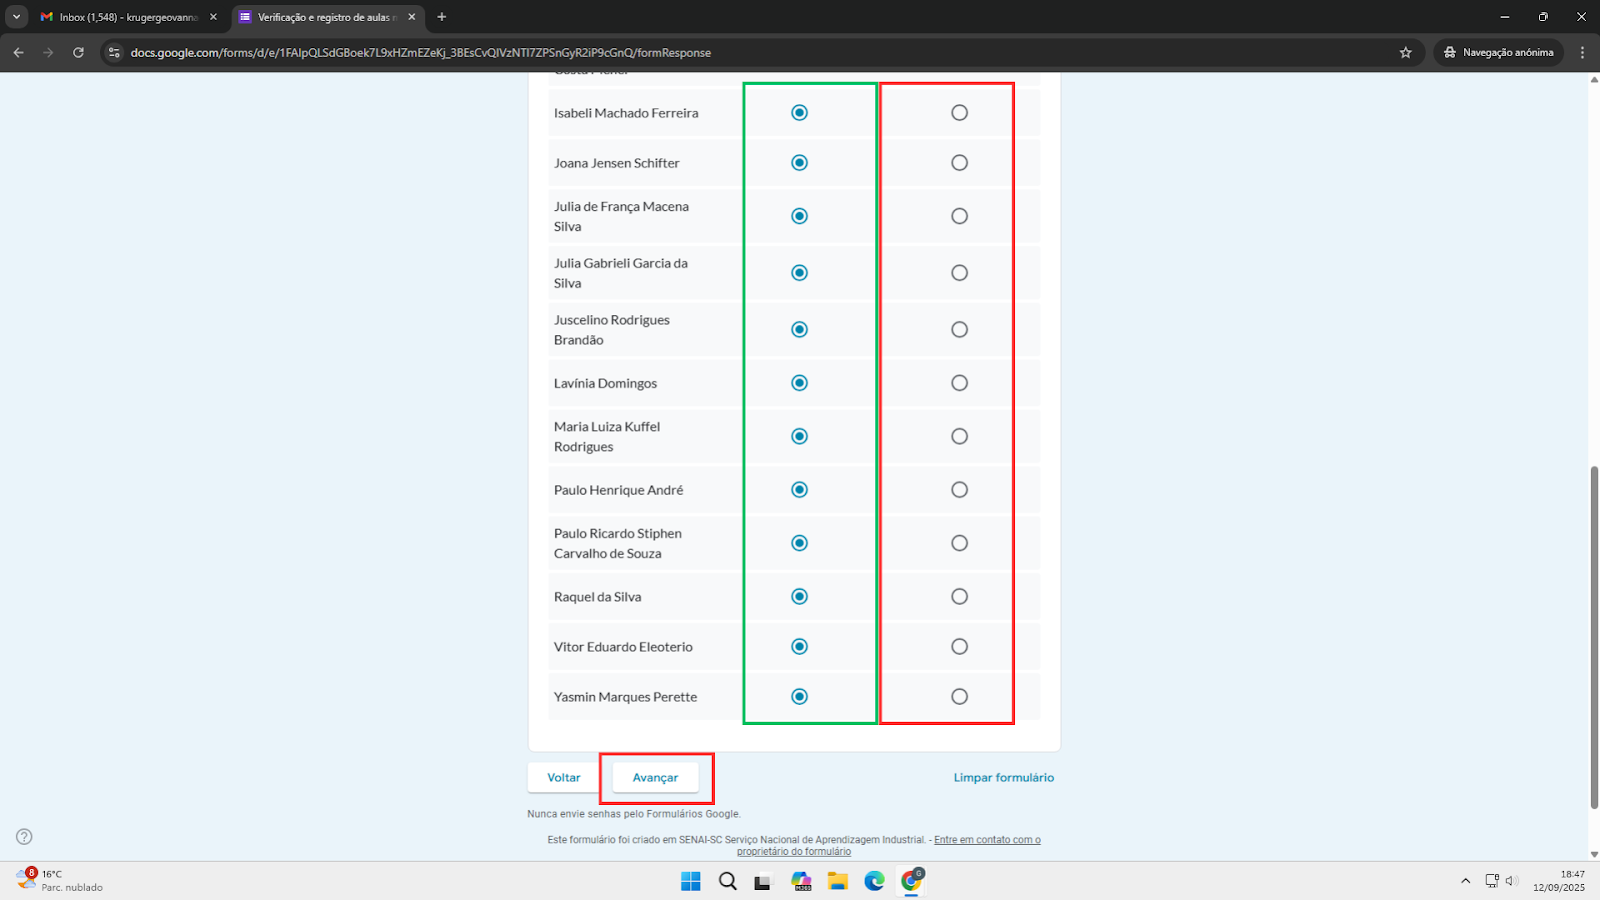 Inbox (1,548) - krugergeovanna
Verificação e registro de aulas n
docs.google.com/forms/d/e/1FAIpQLSdGBoek7L9xHZmEZeKj_3BEsCvQIVzNTI7ZPSnGyR2iP9cGnQ/formResponse
Navegação anónima
Isabeli Machado Ferreira
Joana Jensen Schifter
Julia de França Macena
Silva
Julia Gabrieli Garcia da
Silva
Juscelino Rodrigues
Brandão
Lavínia Domingos
Maria Luiza Kuffel
Rodrigues
Paulo Henrique André
Paulo Ricardo Stiphen
Carvalho de Souza
Raquel da Silva
Vitor Eduardo Eleoterio
Yasmin Marques Perette
Voltar
Avançar
Limpar formulário
Nunca envie senhas pelo Formulários Google.
Este formulário foi criado em SENAI-SC Serviço Nacional de Aprendizagem Industrial. - Entre em contato com o
proprietário do formulário
8
16°C
Parc. nublado
M365
G
18:47
12/09/2025